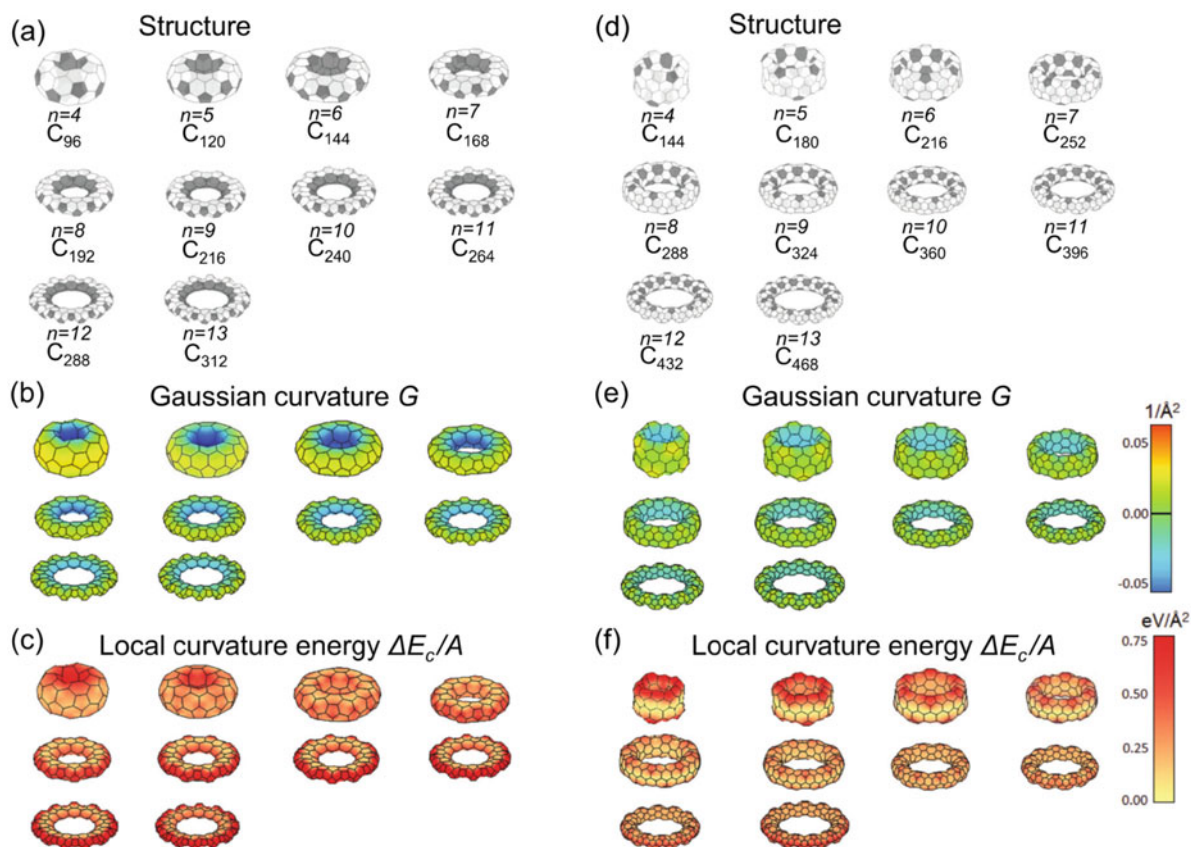 (a) Structure
n=4 n=5 n=6 n=7
C96 C120 C144 C168
n=8 n=9 n=10 n=11
C192 C216 C240 C264
n=12 n=13
C288 C312
(b) Gaussian curvature G
(c) Local curvature energy ΔEc/A
(d) Structure
n=4 n=5 n=6 n=7
C144 C180 C216 C252
n=8 n=9 n=10 n=11
C288 C324 C360 C396
n=12 n=13
C432 C468
(e) Gaussian curvature G
1/Å²
0.05
0.00
-0.05
(f) Local curvature energy ΔEc/A
eV/Å²
0.75
0.50
0.25
0.00